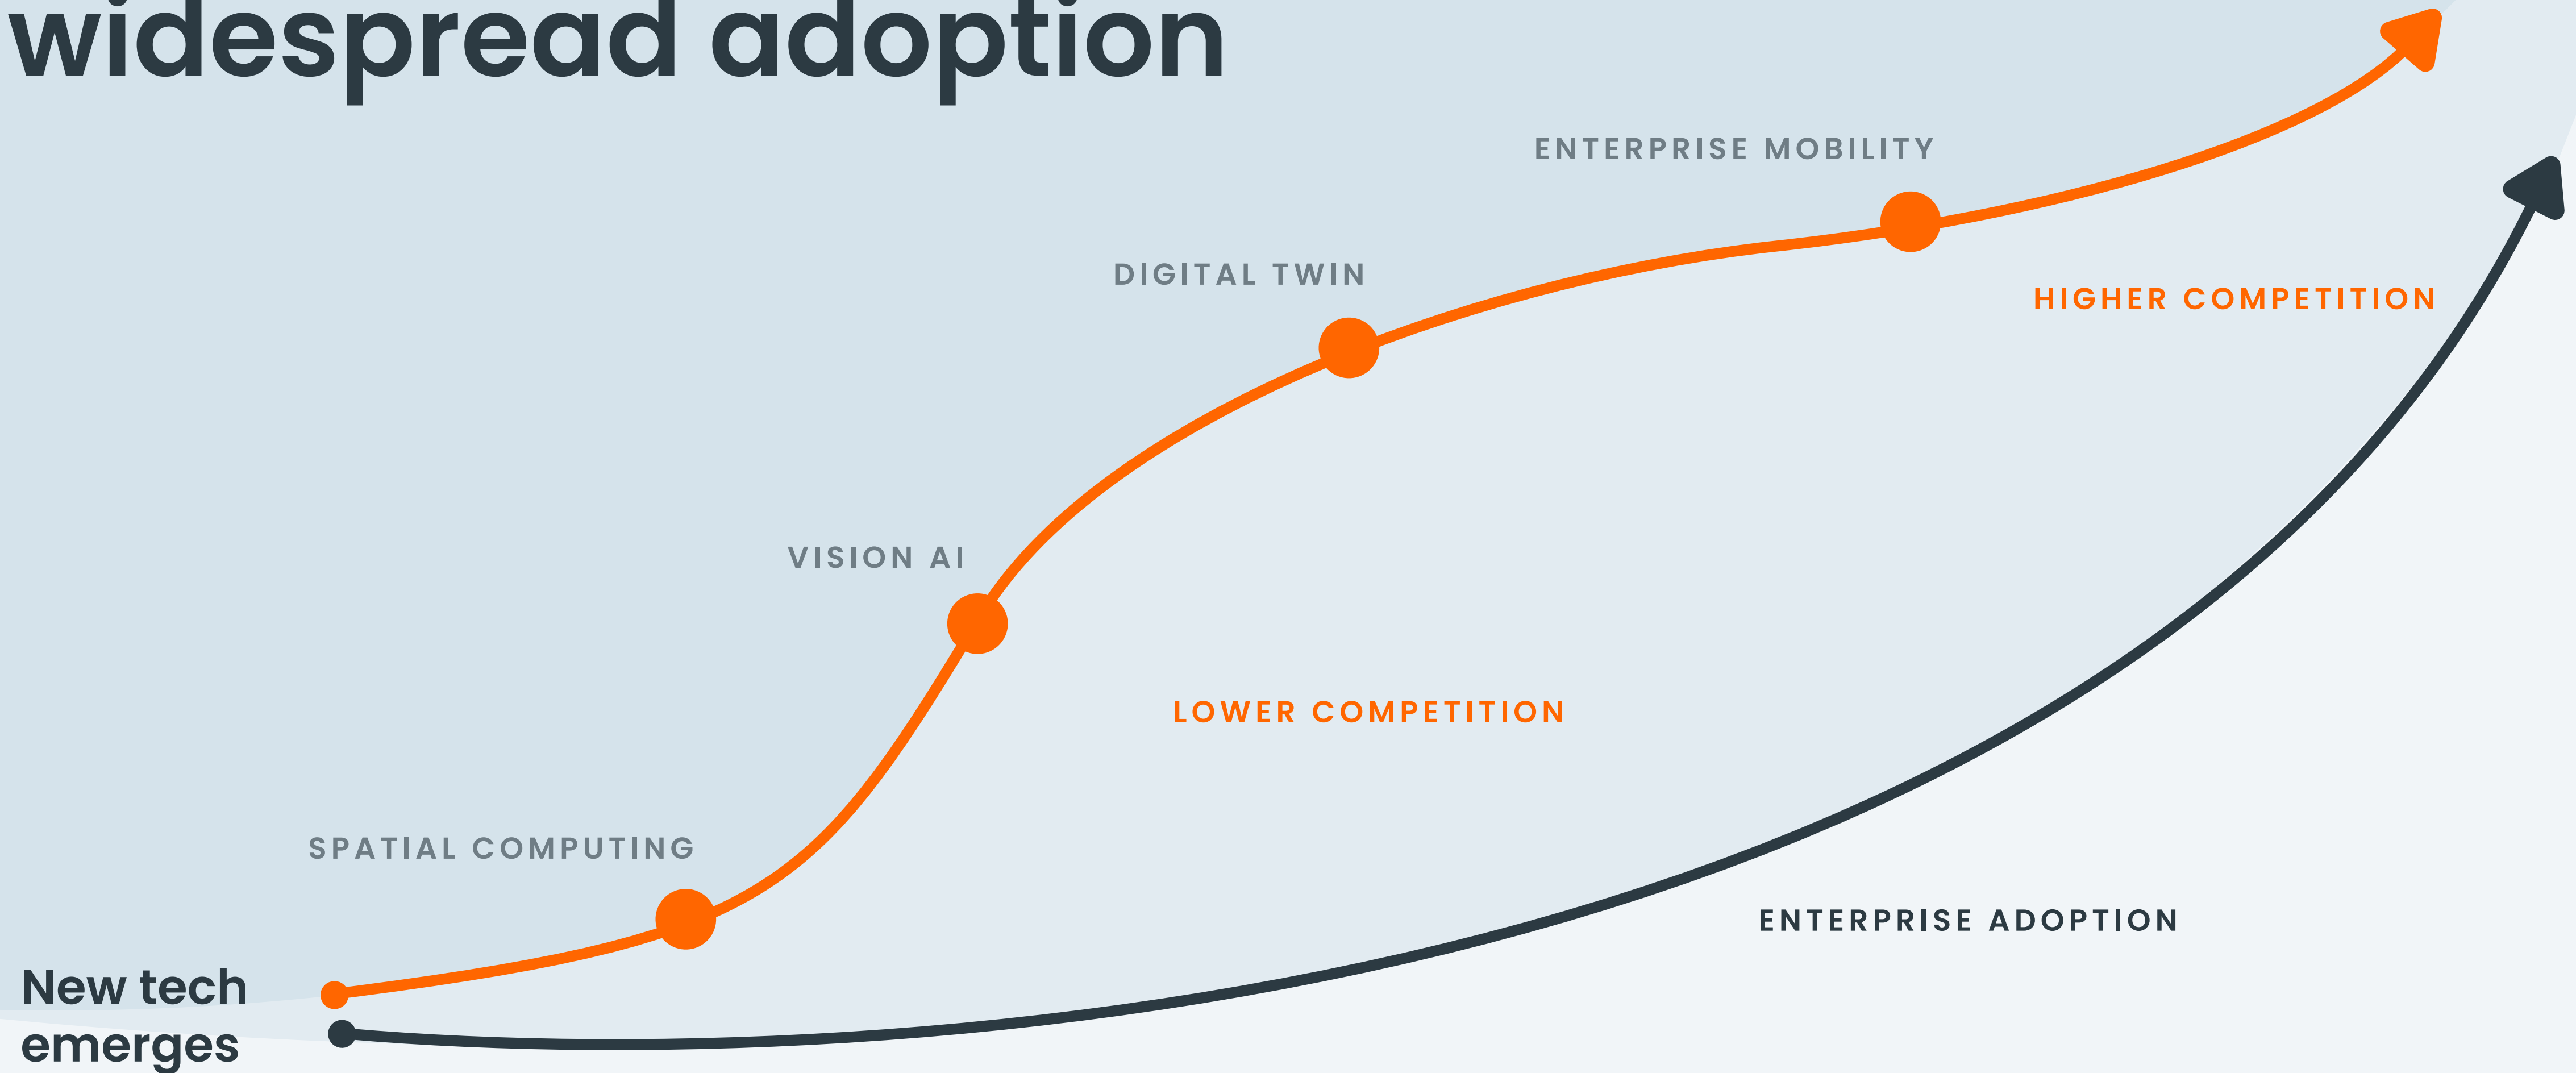 widespread adoption
ENTERPRISE MOBILITY
DIGITAL TWIN
HIGHER COMPETITION
VISION AI
LOWER COMPETITION
SPATIAL COMPUTING
ENTERPRISE ADOPTION
New tech
emerges